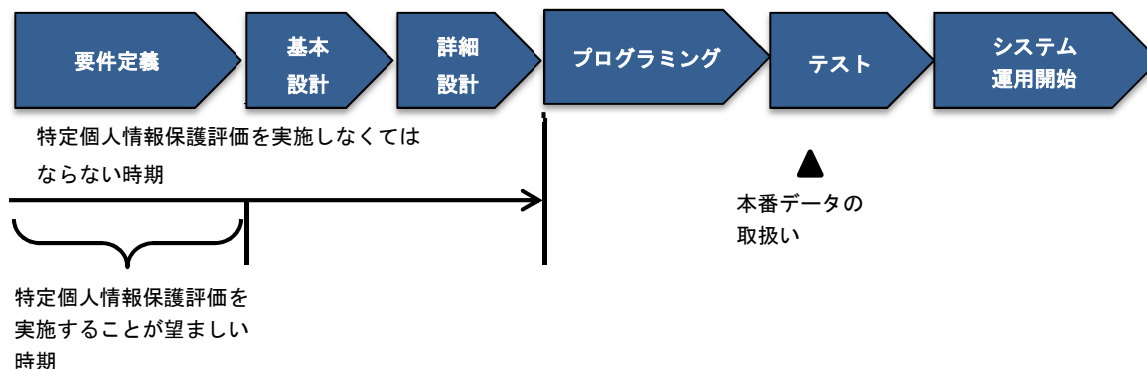 要件定義
基本
設計
詳細
設計
プログラミング
テスト
システム
運用開始
特定個人情報保護評価を実施しなくては
ならない時期
本番データの
取扱い
特定個人情報保護評価を
実施することが望ましい
時期